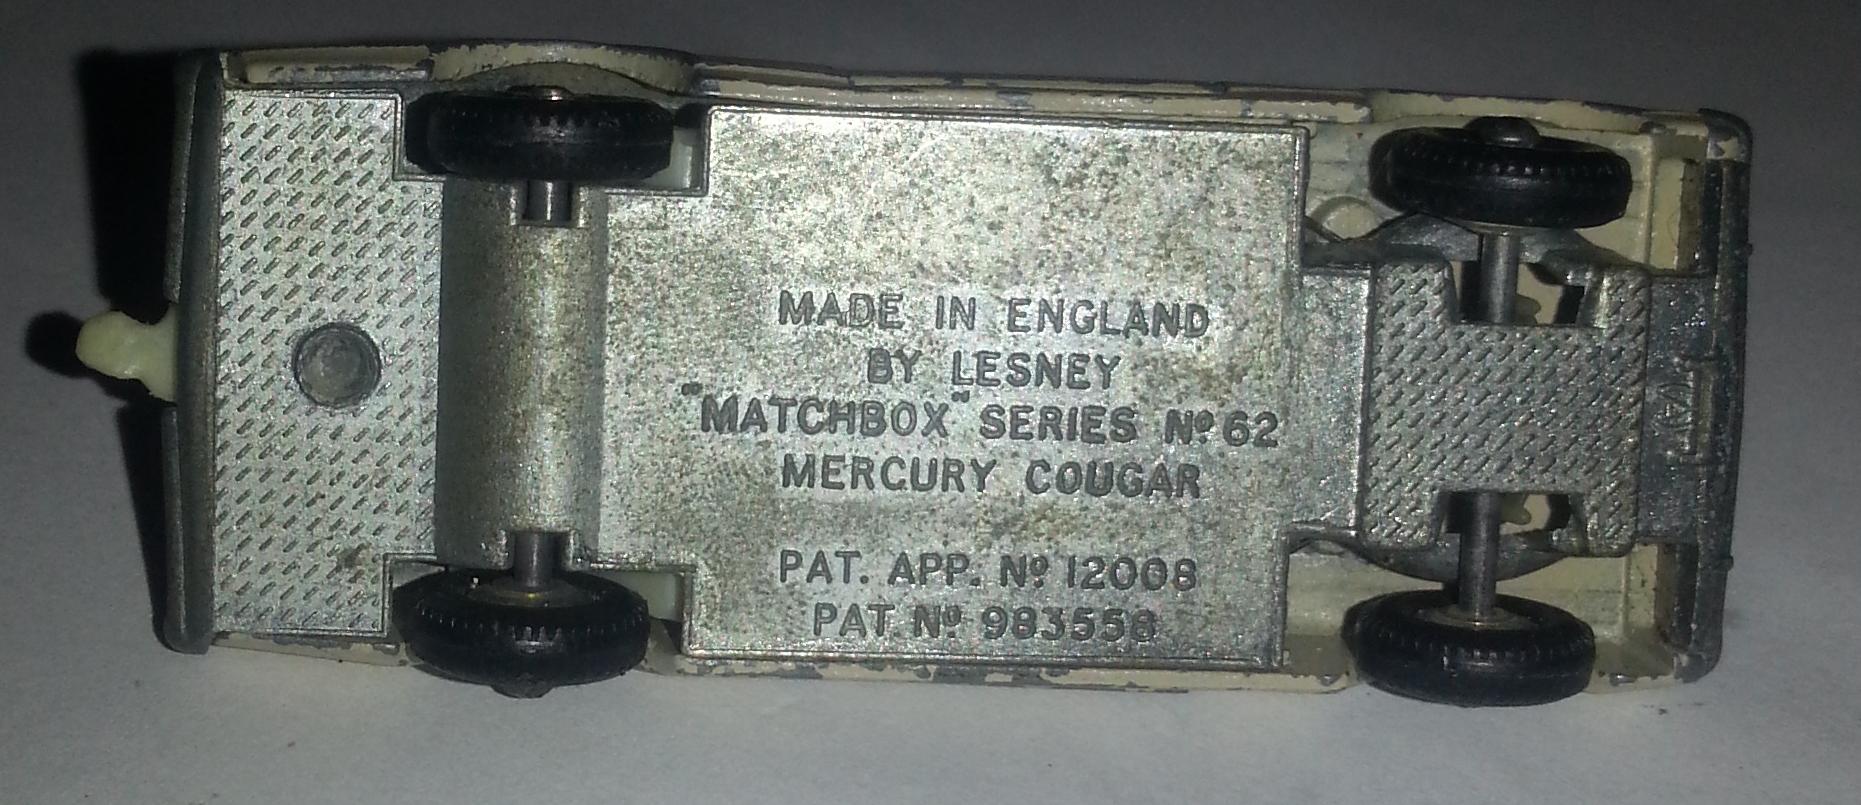 MADE IN ENGLAND
BY LESNEY
"MATCHBOX" SERIES Nº 62
MERCURY COUGAR
PAT. APP. Nº 12008
PAT Nº 983558